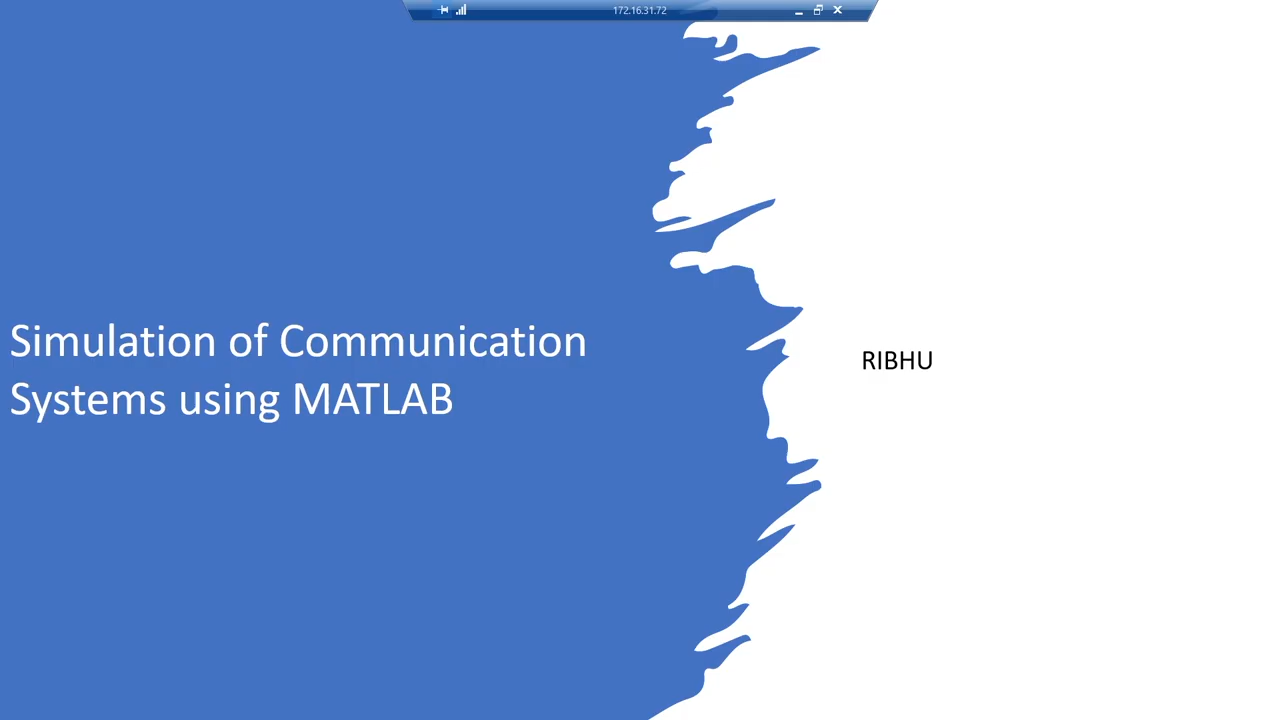 172.16.31.72
Simulation of Communication
Systems using MATLAB
RIBHU